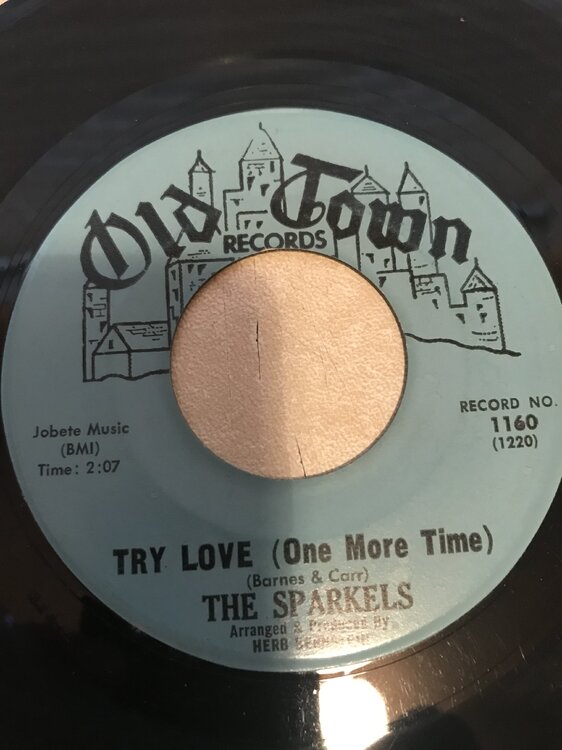 Old Town
RECORDS
Jobete Music
(BMI)
Time: 2:07
RECORD NO.
1160
(1220)
TRY LOVE (One More Time)
(Barnes & Carr)
THE SPARKELS
Arranged & Produced By
HERB